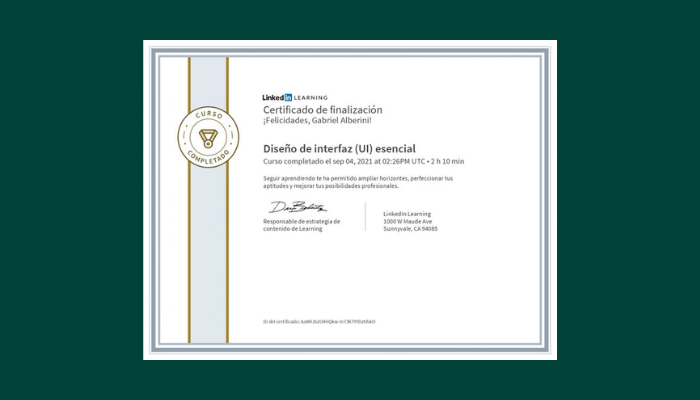 CURSO
COMPLETADO
Linked in LEARNING
Certificado de finalización
¡Felicidades, Gabriel Alberini!
Diseño de interfaz (UI) esencial
Curso completado el sep 04, 2021 at 02:26PM UTC • 2 h 10 min
Seguir aprendiendo te ha permitido ampliar horizontes, perfeccionar tus
aptitudes y mejorar tus posibilidades profesionales.
Responsable de estrategia de
contenido de Learning
LinkedIn Learning
1000 W Maude Ave
Sunnyvale, CA 94085
ID del certificado: